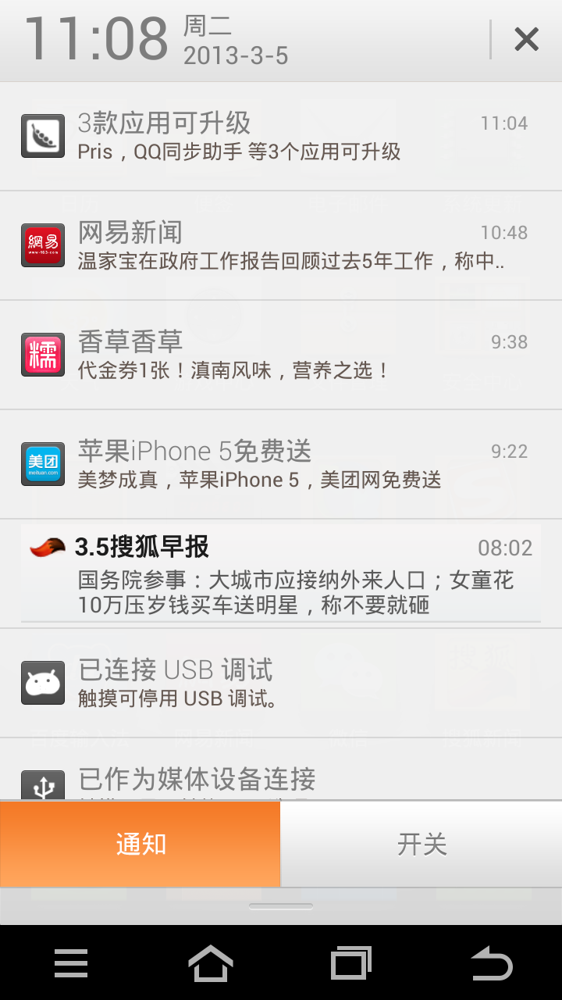 11:08
周二
2013-3-5
3款应用可升级
11:04
Pris，QQ同步助手 等3个应用可升级
網易
www.163.com
网易新闻
10:48
温家宝在政府工作报告回顾过去5年工作，称中..
糯
香草香草
9:38
代金券1张！滇南风味，营养之选！
美团
meituan.com
苹果iPhone 5免费送
9:22
美梦成真，苹果iPhone 5，美团网免费送
3.5搜狐早报
08:02
国务院参事：大城市应接纳外来人口；女童花
10万压岁钱买车送明星，称不要就砸
已连接 USB 调试
触摸可停用 USB 调试。
已作为媒体设备连接
通知
开关